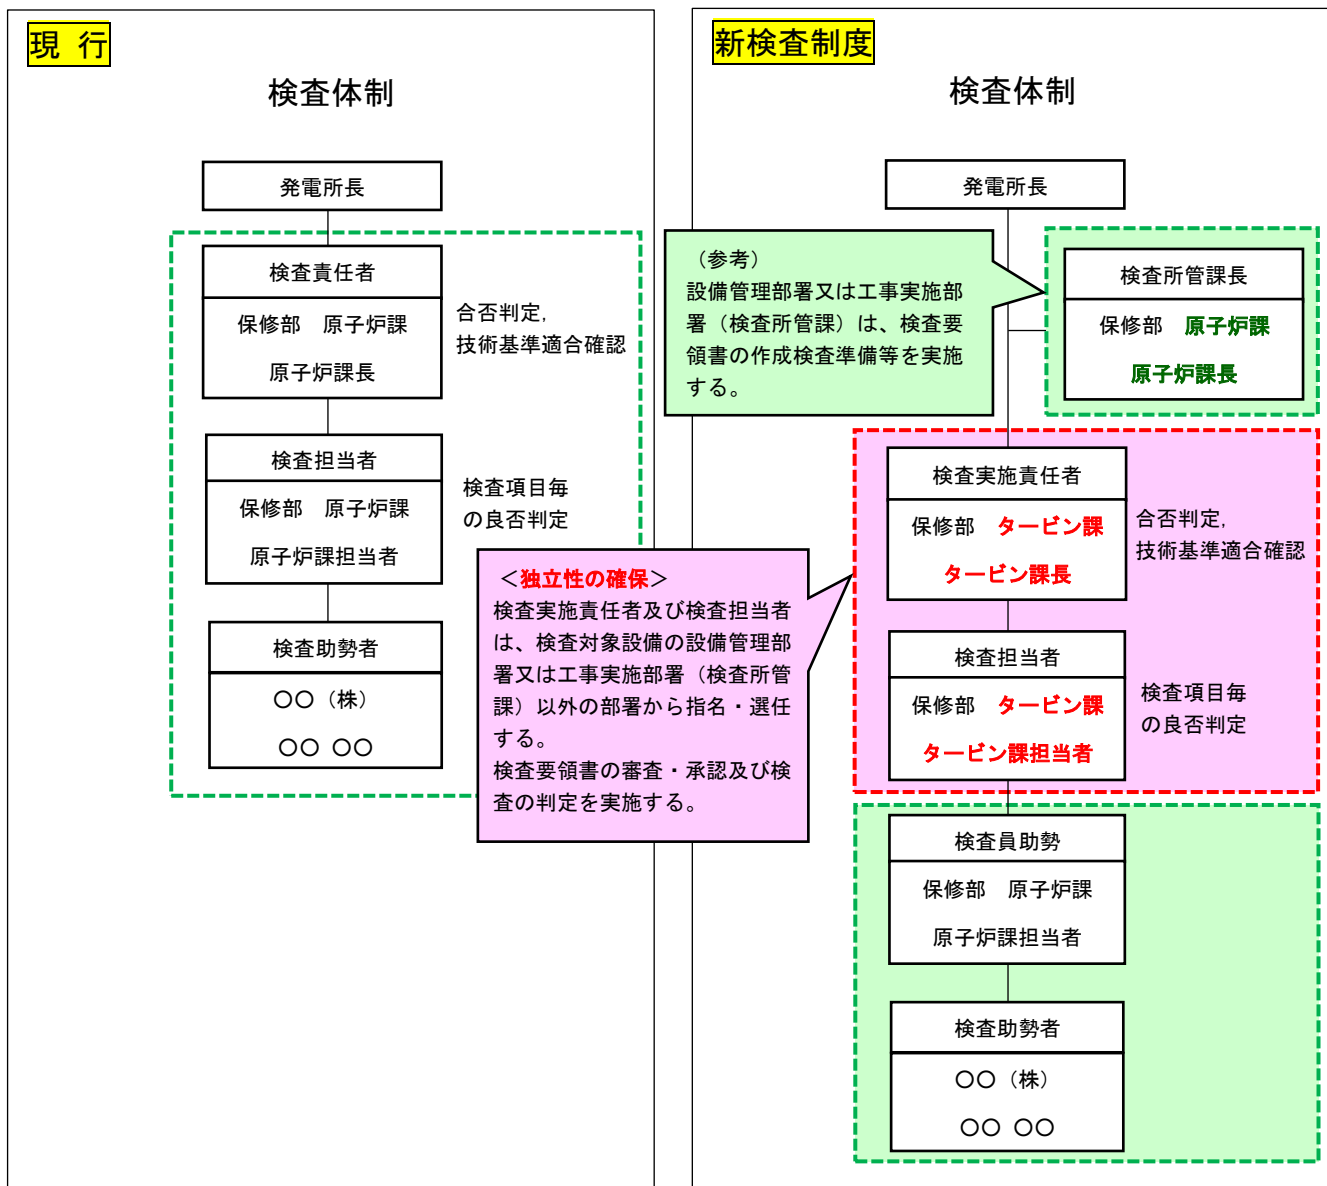 現 行
検査体制
発電所長
検査責任者
保修部 原子炉課
原子炉課長
合否判定,
技術基準適合確認
検査担当者
保修部 原子炉課
原子炉課担当者
検査項目毎
の良否判定
検査助勢者
〇〇（株）
〇〇 〇〇
新検査制度
検査体制
発電所長
（参考）
設備管理部署又は工事実施部
署（検査所管課）は、検査要
領書の作成検査準備等を実施
する。
検査所管課長
保修部 原子炉課
原子炉課長
検査実施責任者
保修部 タービン課
タービン課長
合否判定,
技術基準適合確認
＜独立性の確保＞
検査実施責任者及び検査担当者
は、検査対象設備の設備管理部
署又は工事実施部署（検査所管
課）以外の部署から指名・選任
する。
検査要領書の審査・承認及び検
査の判定を実施する。
検査担当者
保修部 タービン課
タービン課担当者
検査項目毎
の良否判定
検査員助勢
保修部 原子炉課
原子炉課担当者
検査助勢者
〇〇（株）
〇〇 〇〇